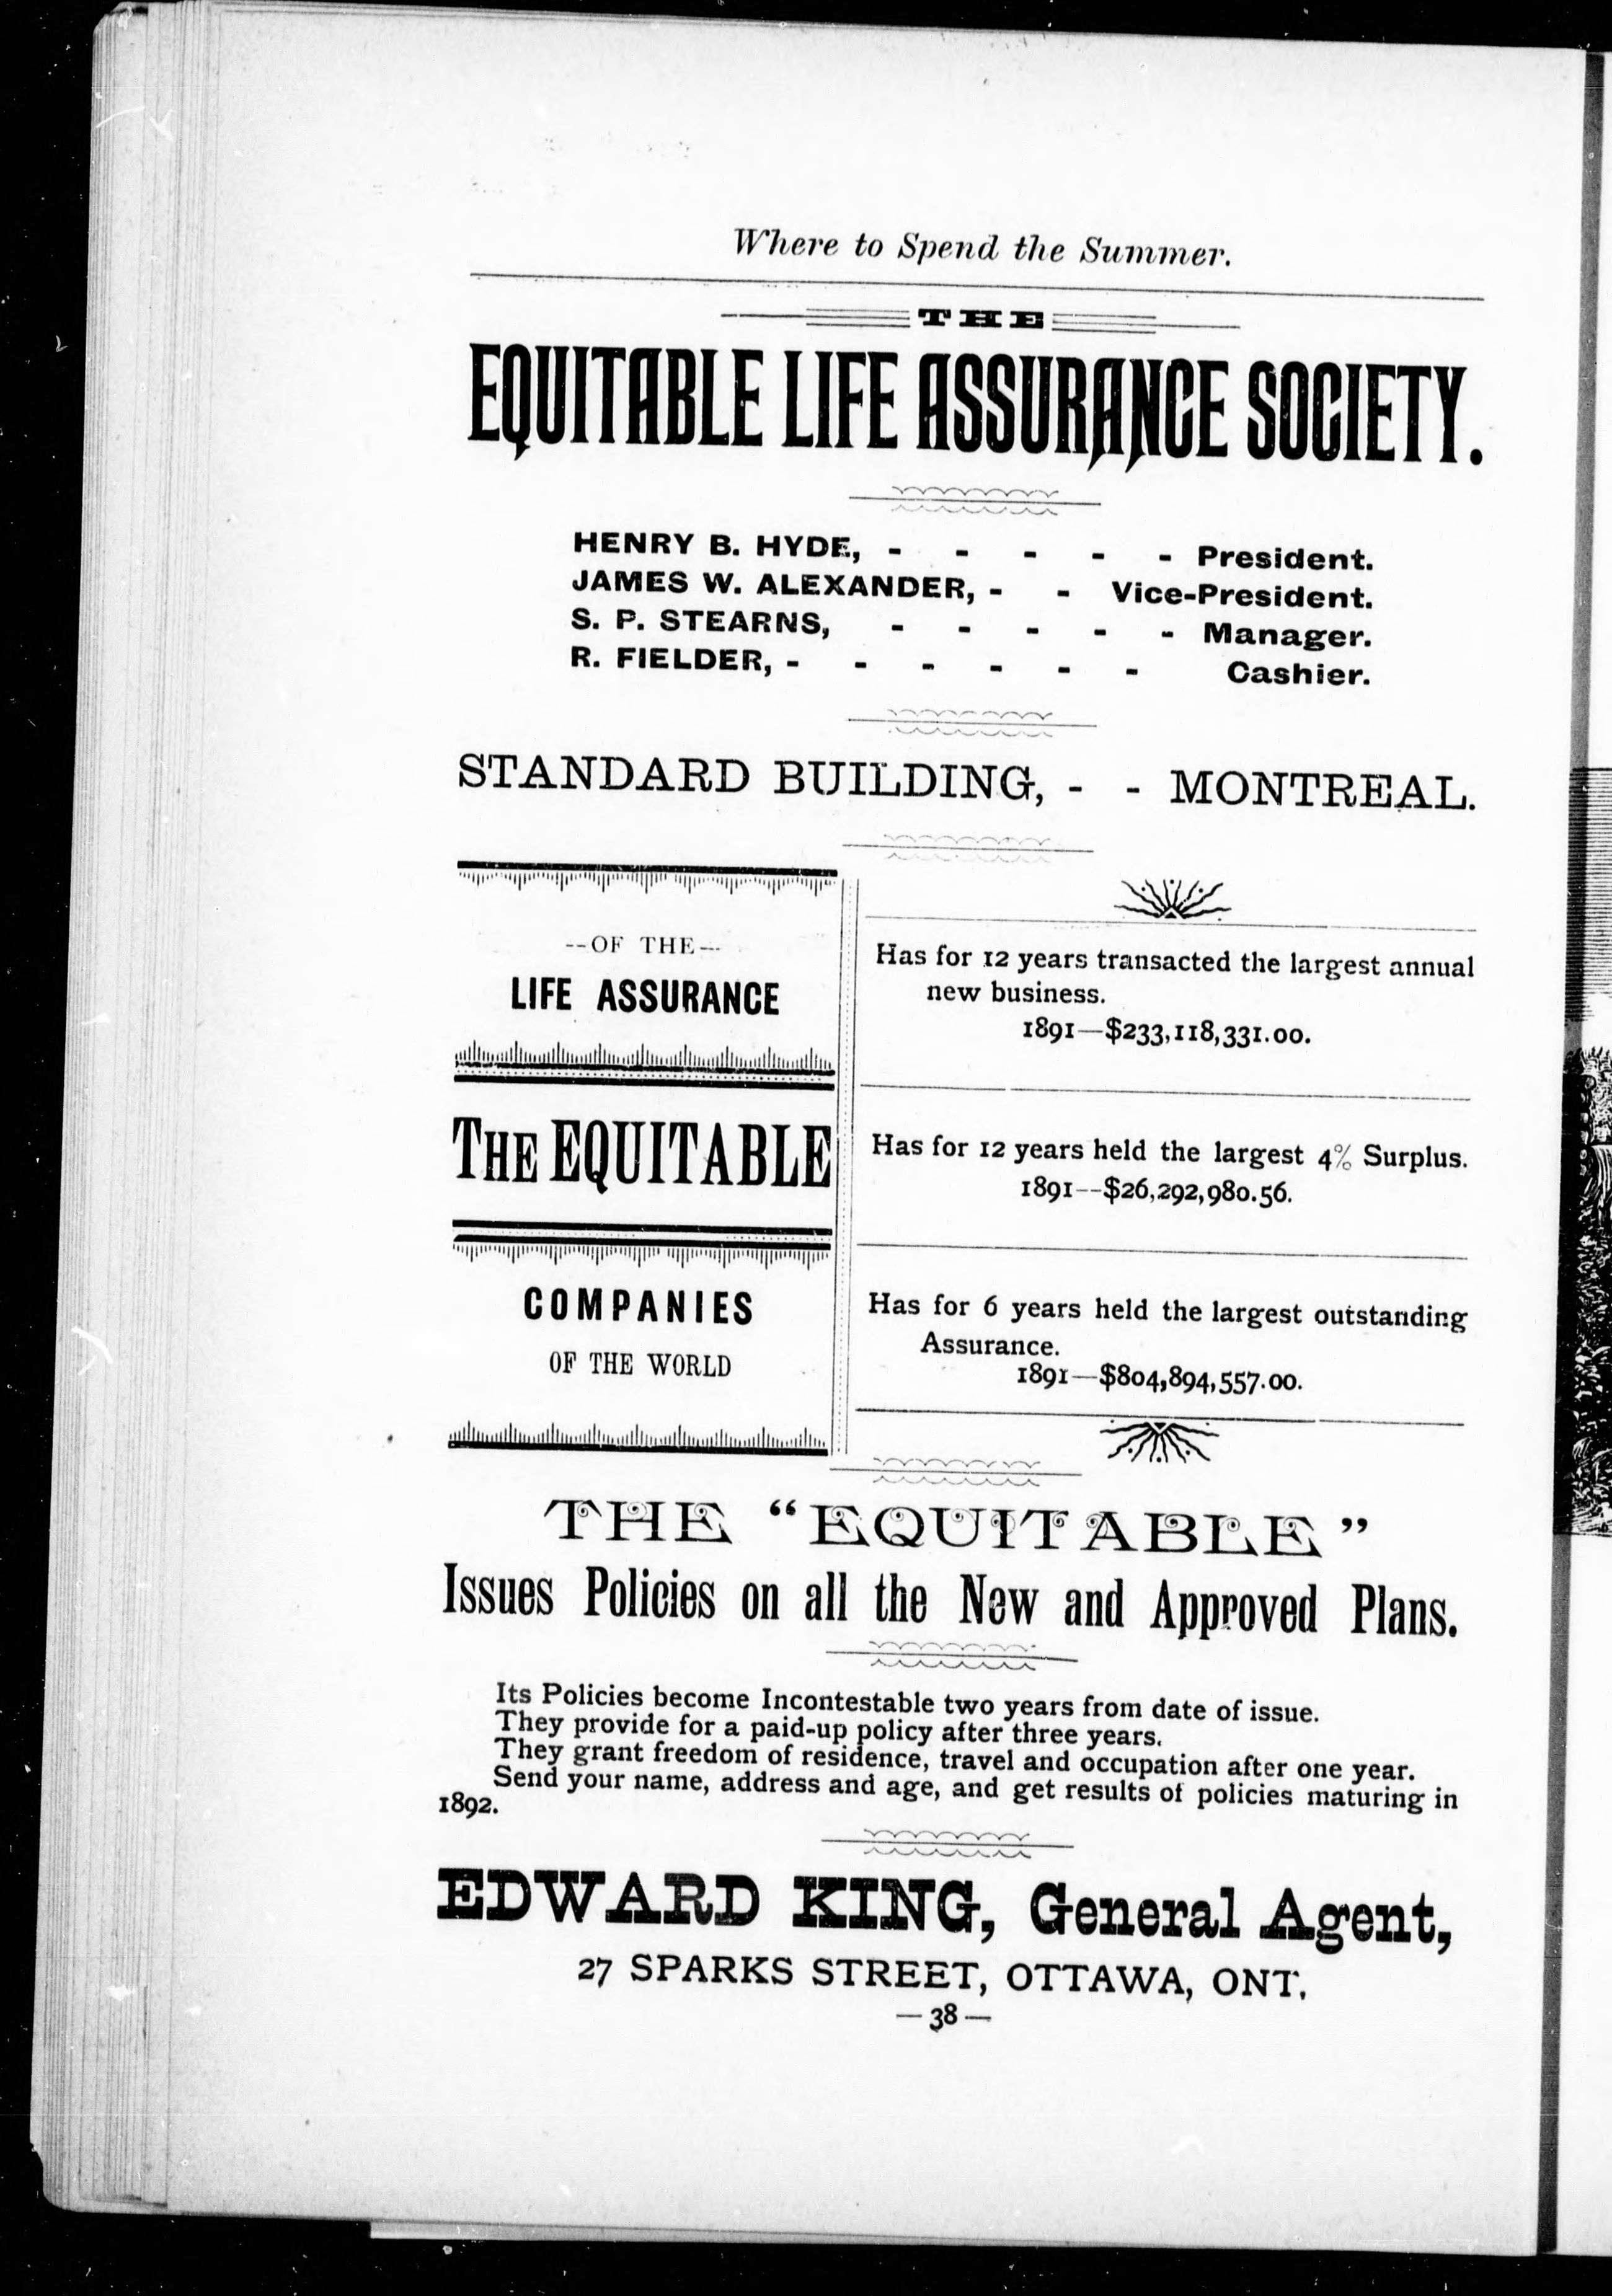 Where to Spend the Summer.
THE
EQUITABLE LIFE ASSURANCE SOCIETY.
HENRY B. HYDE, - - - - - President.
JAMES W. ALEXANDER, - - Vice-President.
S. P. STEARNS, - - - - - Manager.
R. FIELDER, - - - - - - Cashier.
STANDARD BUILDING, - - MONTREAL.
--OF THE--
LIFE ASSURANCE
THE EQUITABLE
COMPANIES
OF THE WORLD
Has for 12 years transacted the largest annual
new business.
1891—$233,118,331.00.
Has for 12 years held the largest 4% Surplus.
1891--$26,292,980.56.
Has for 6 years held the largest outstanding
Assurance.
1891—$804,894,557.00.
THE "EQUITABLE"
Issues Policies on all the New and Approved Plans.
Its Policies become Incontestable two years from date of issue.
They provide for a paid-up policy after three years.
They grant freedom of residence, travel and occupation after one year.
Send your name, address and age, and get results of policies maturing in
1892.
EDWARD KING, General Agent,
27 SPARKS STREET, OTTAWA, ONT.
—38—